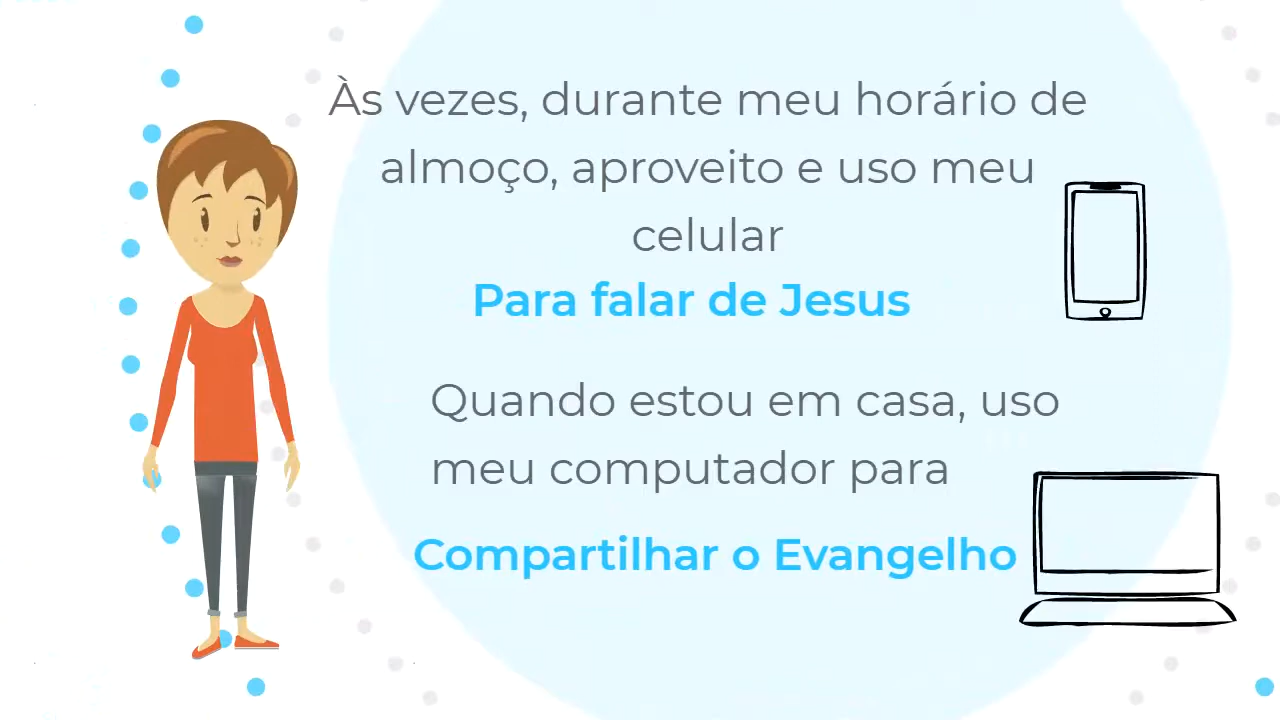 Às vezes, durante meu horário de
almoço, aproveito e uso meu
celular
Para falar de Jesus
Quando estou em casa, uso
meu computador para
Compartilhar o Evangelho